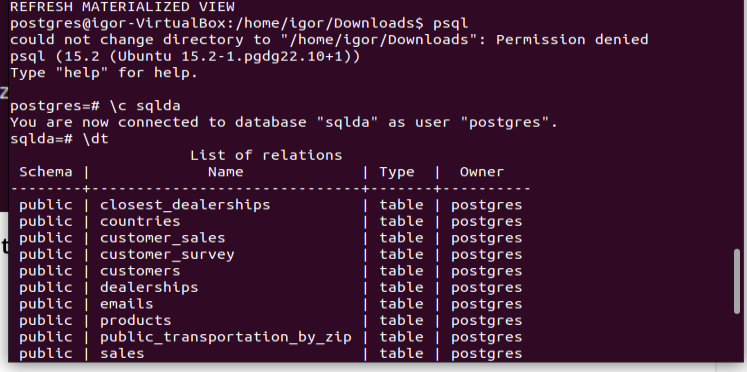 REFRESH MATERIALIZED VIEW
postgres@igor-VirtualBox:/home/igor/Downloads$ psql
could not change directory to "/home/igor/Downloads": Permission denied
psql (15.2 (Ubuntu 15.2-1.pgdg22.10+1))
Type "help" for help.
postgres=# \c sqlda
You are now connected to database "sqlda" as user "postgres".
sqlda=# \dt
List of relations
Schema | Name | Type | Owner
--------+------------------------------+-------+----------
public | closest_dealerships | table | postgres
public | countries | table | postgres
public | customer_sales | table | postgres
public | customer_survey | table | postgres
public | customers | table | postgres
public | dealerships | table | postgres
public | emails | table | postgres
public | products | table | postgres
public | public_transportation_by_zip | table | postgres
public | sales | table | postgres